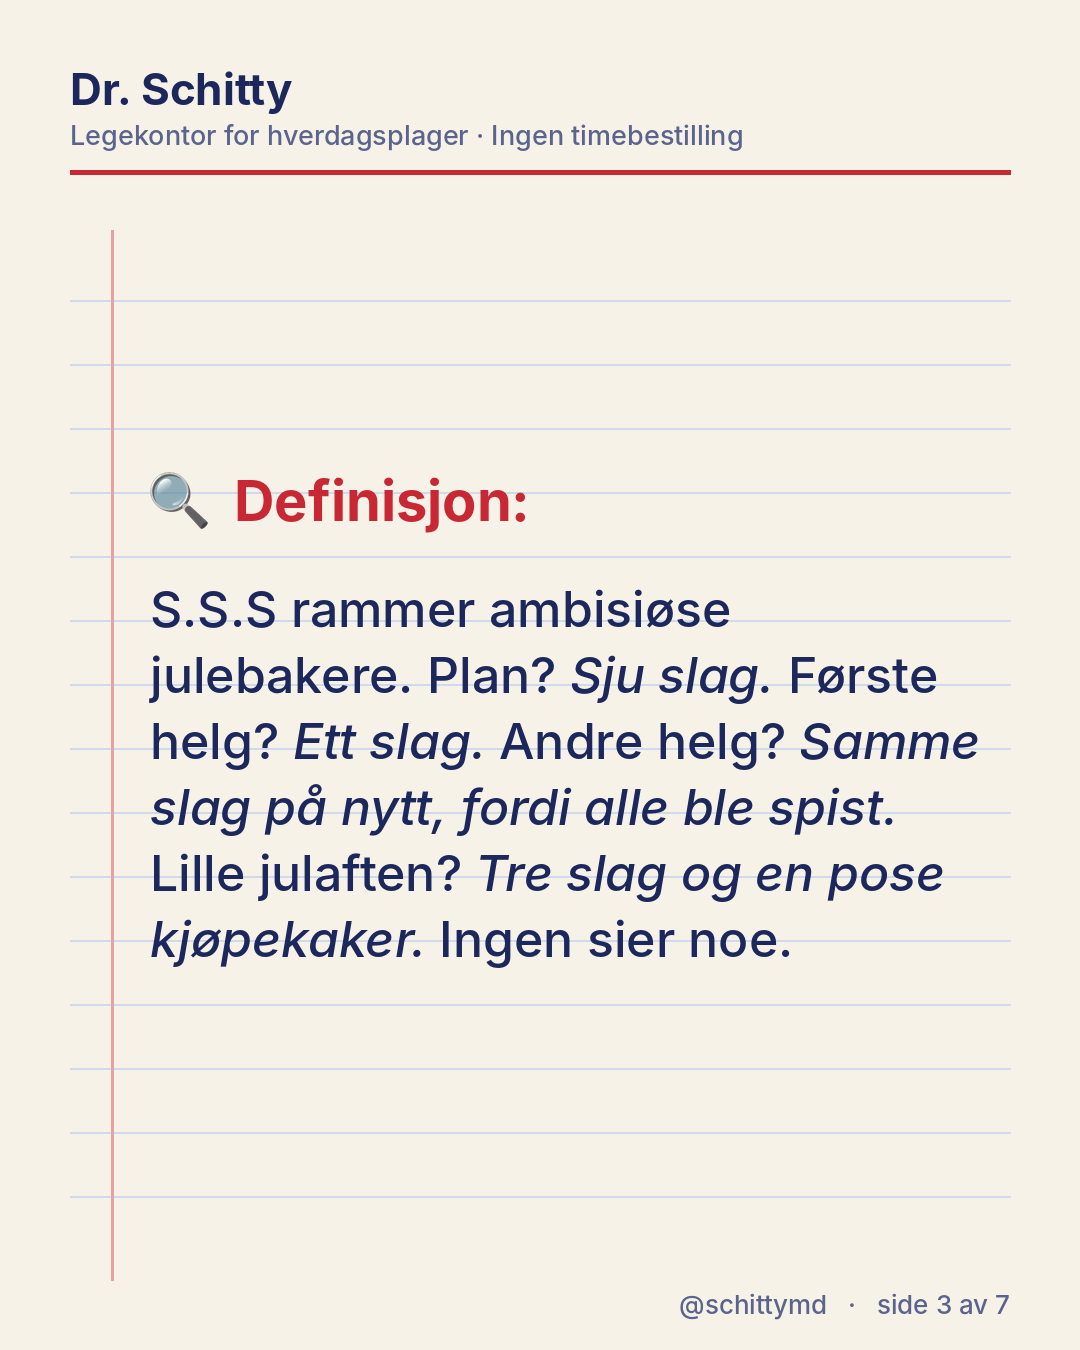 Dr. Schitty
Legekontor for hverdagsplager · Ingen timebestilling
🔍 Definisjon:
S.S.S rammer ambisiøse
julebakere. Plan? Sju slag. Første
helg? Ett slag. Andre helg? Samme
slag på nytt, fordi alle ble spist.
Lille julaften? Tre slag og en pose
kjøpekaker. Ingen sier noe.
@schittymd · side 3 av 7